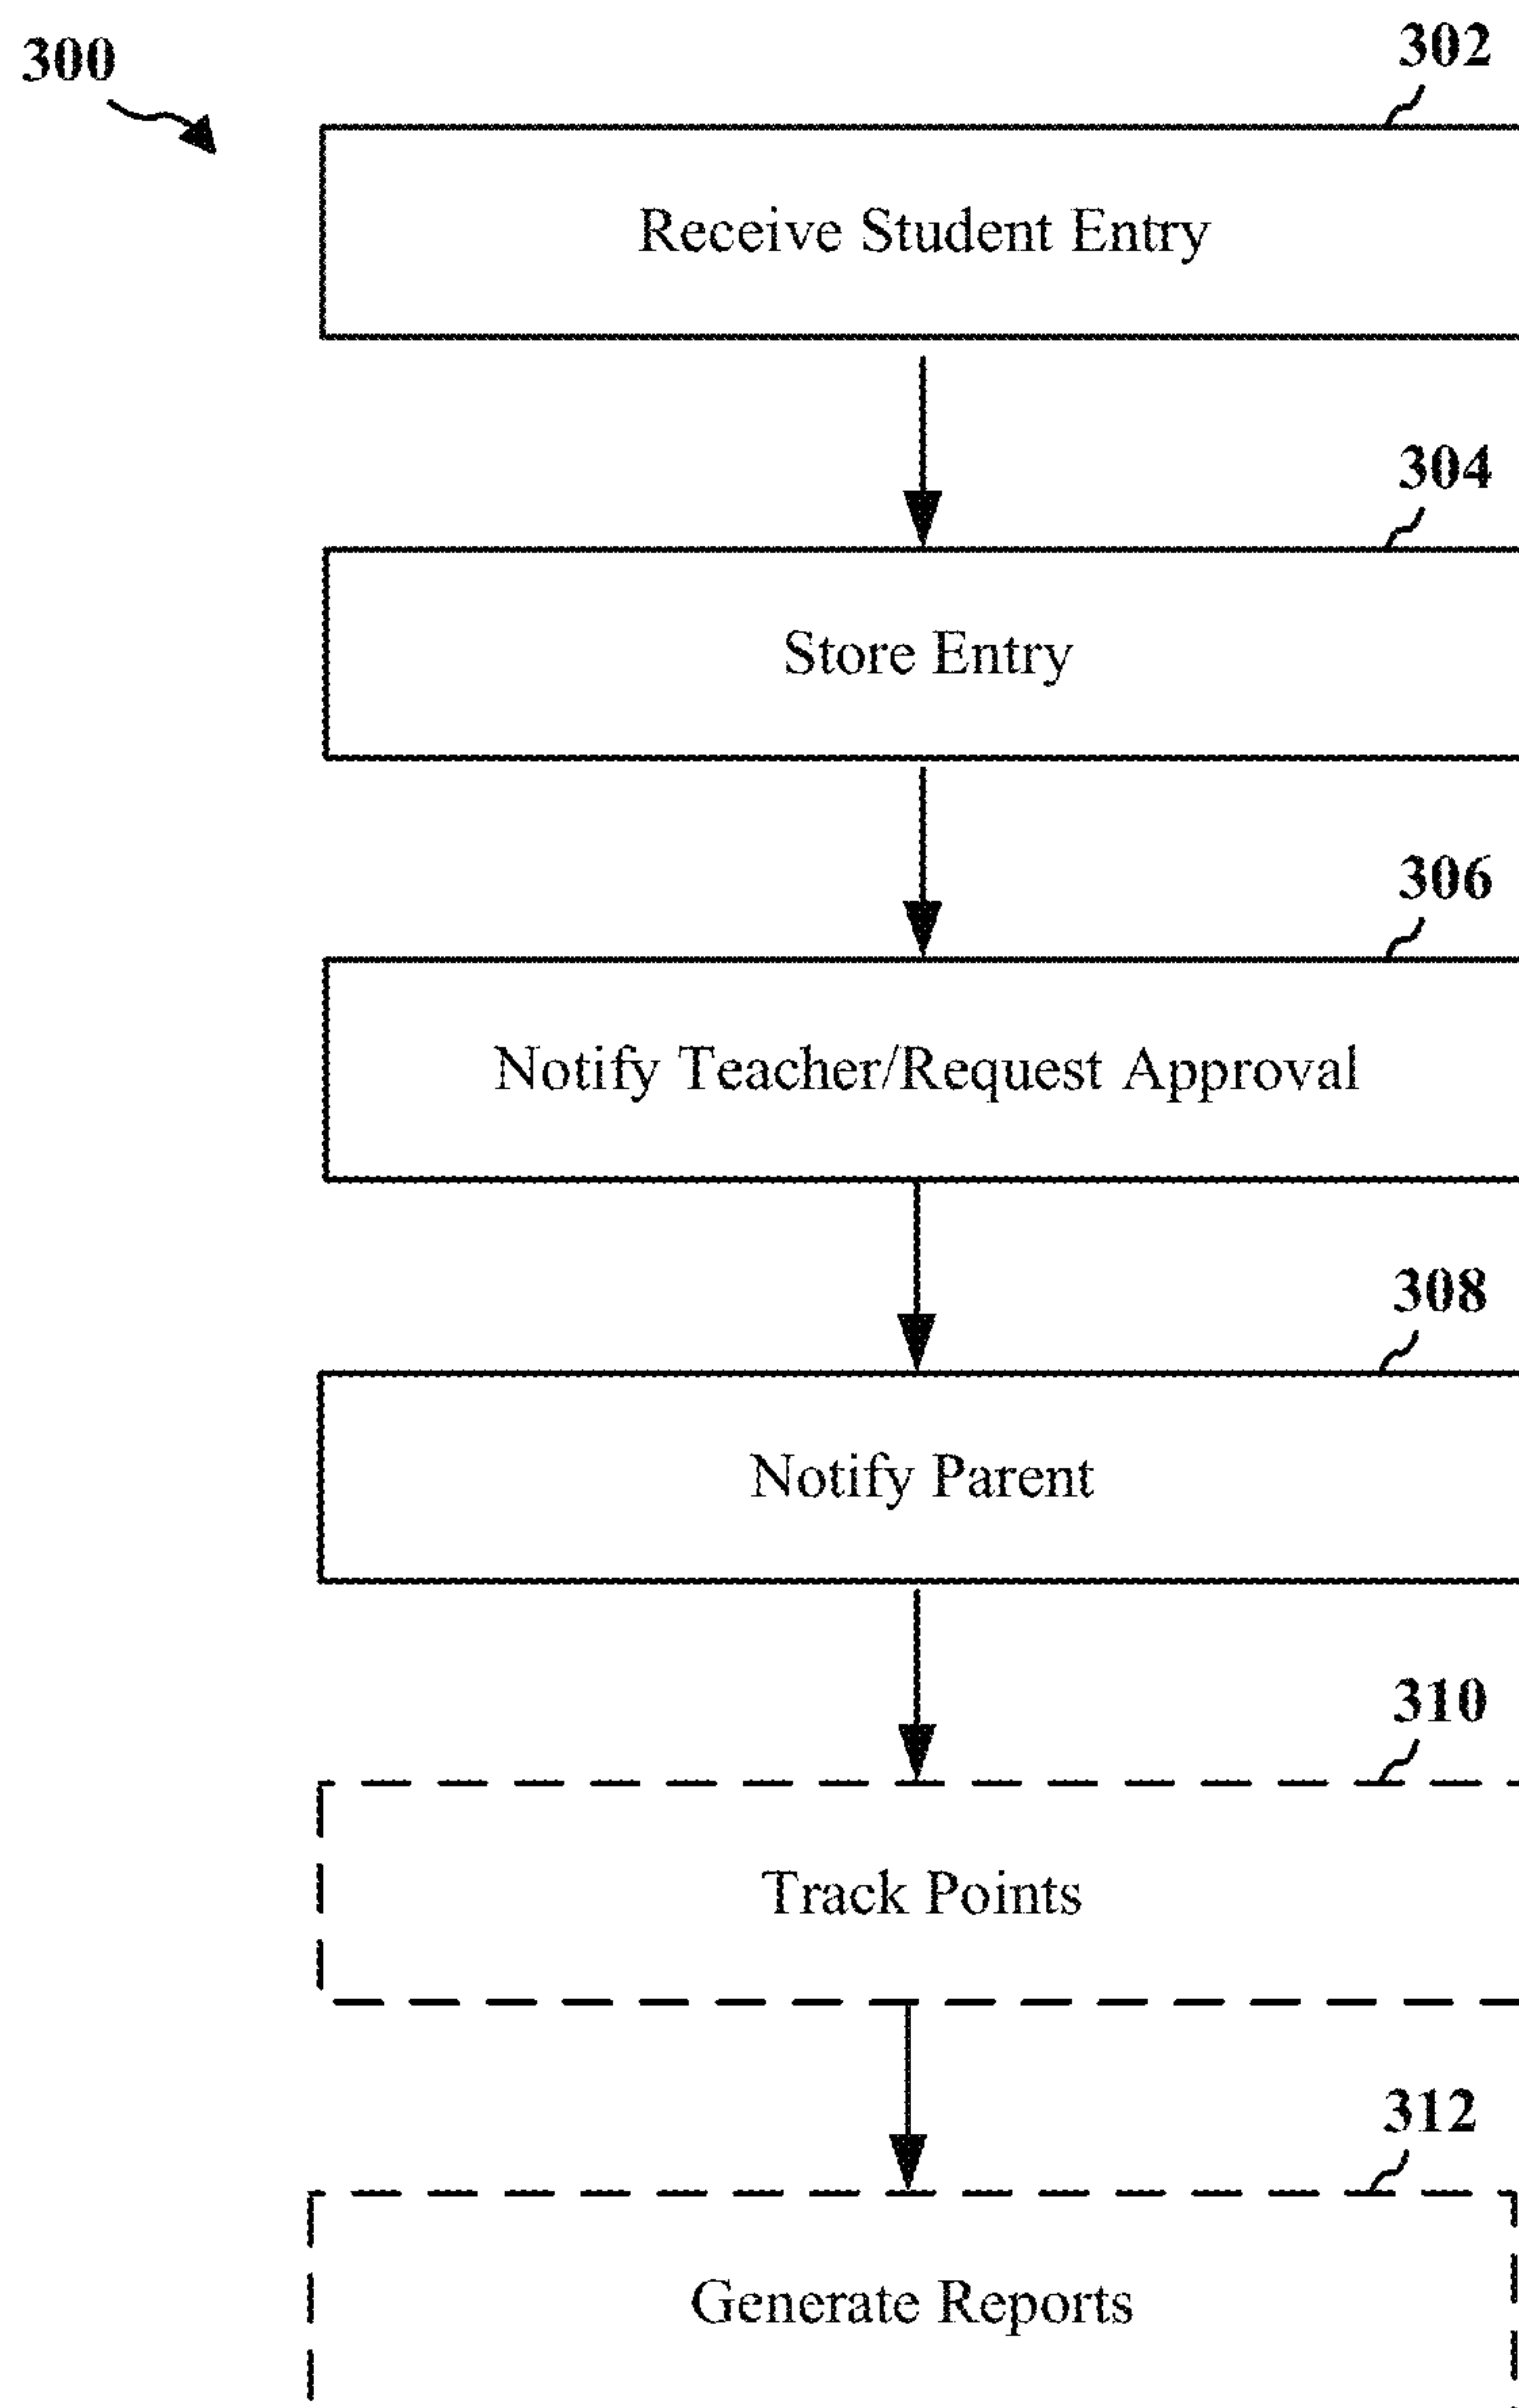 300
302
Receive Student Entry
304
Store Entry
306
Notify Teacher/Request Approval
308
Notify Parent
310
Track Points
312
Generate Reports